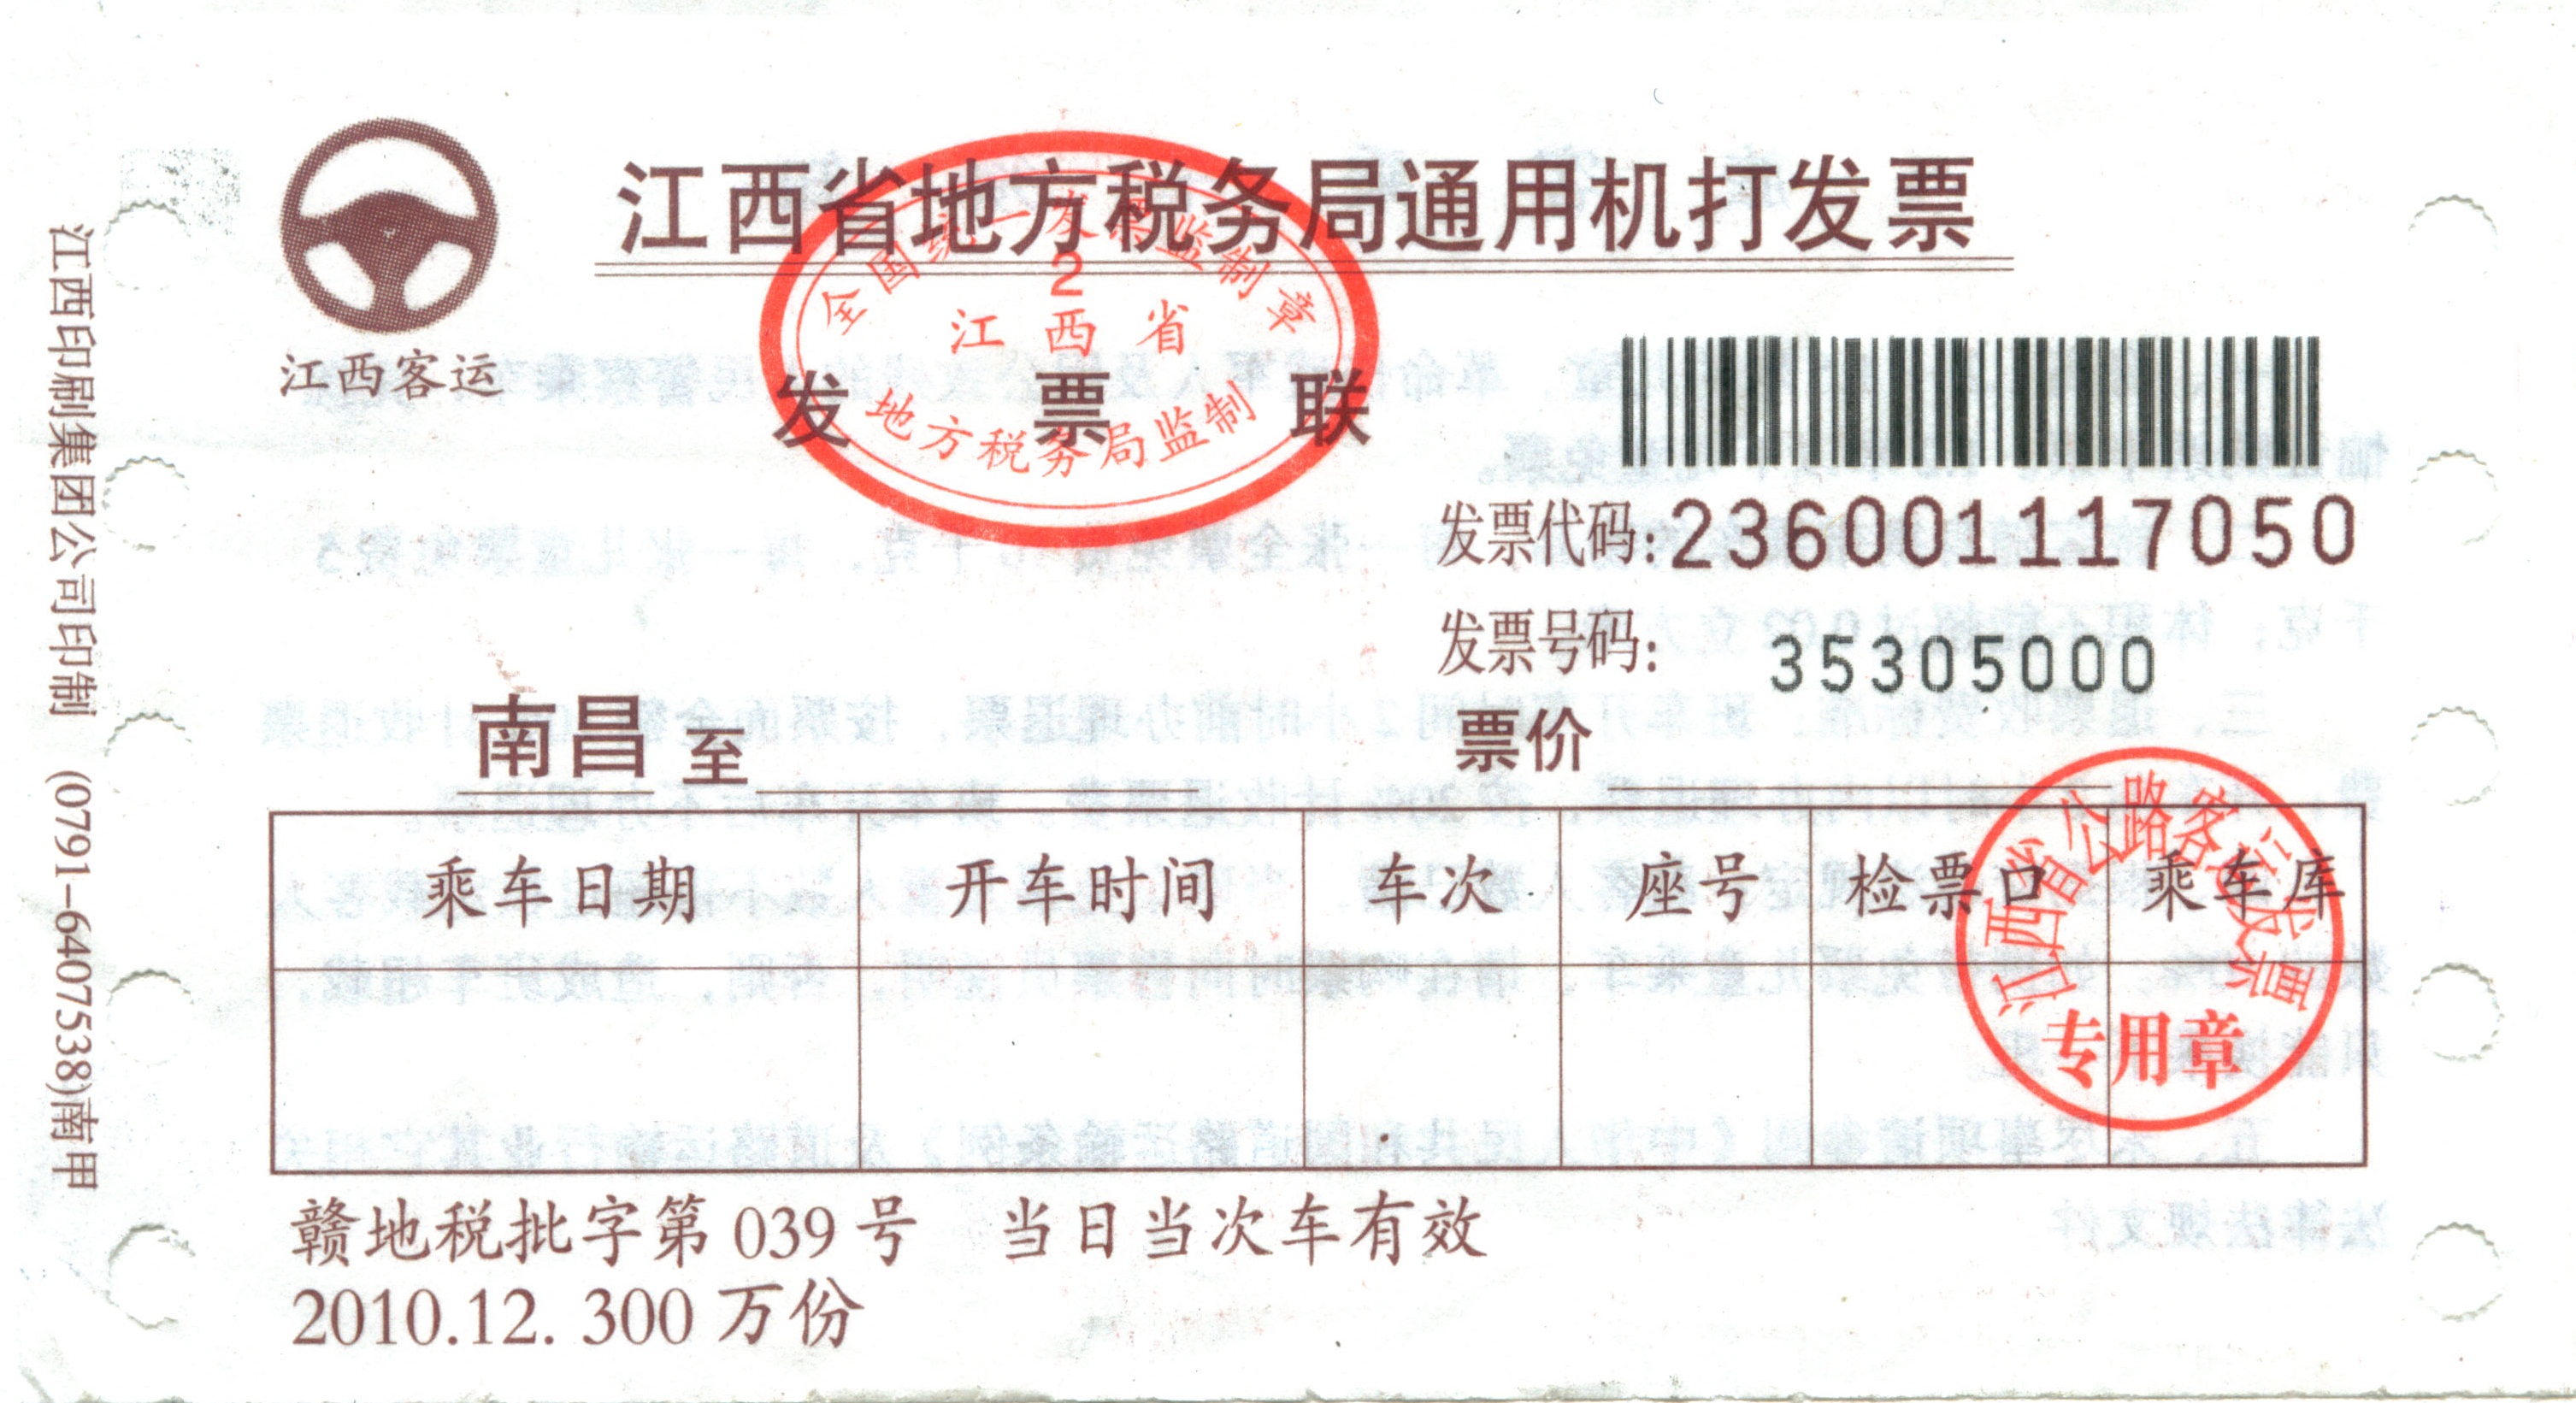 江西省地方税务局通用机打发票
江西客运
全国统一发票监制章
2
江西省
地方税务局监制
发 票 联
发票代码:236001117050
发票号码: 35305000
南昌 至
票价
乘车日期 开车时间 车次 座号 检票口 乘车库
江西省公路客运发票
专用章
赣地税批字第 039 号 当日当次车有效
2010.12. 300 万份
江西印刷集团公司印制 (0791-6407538)南甲